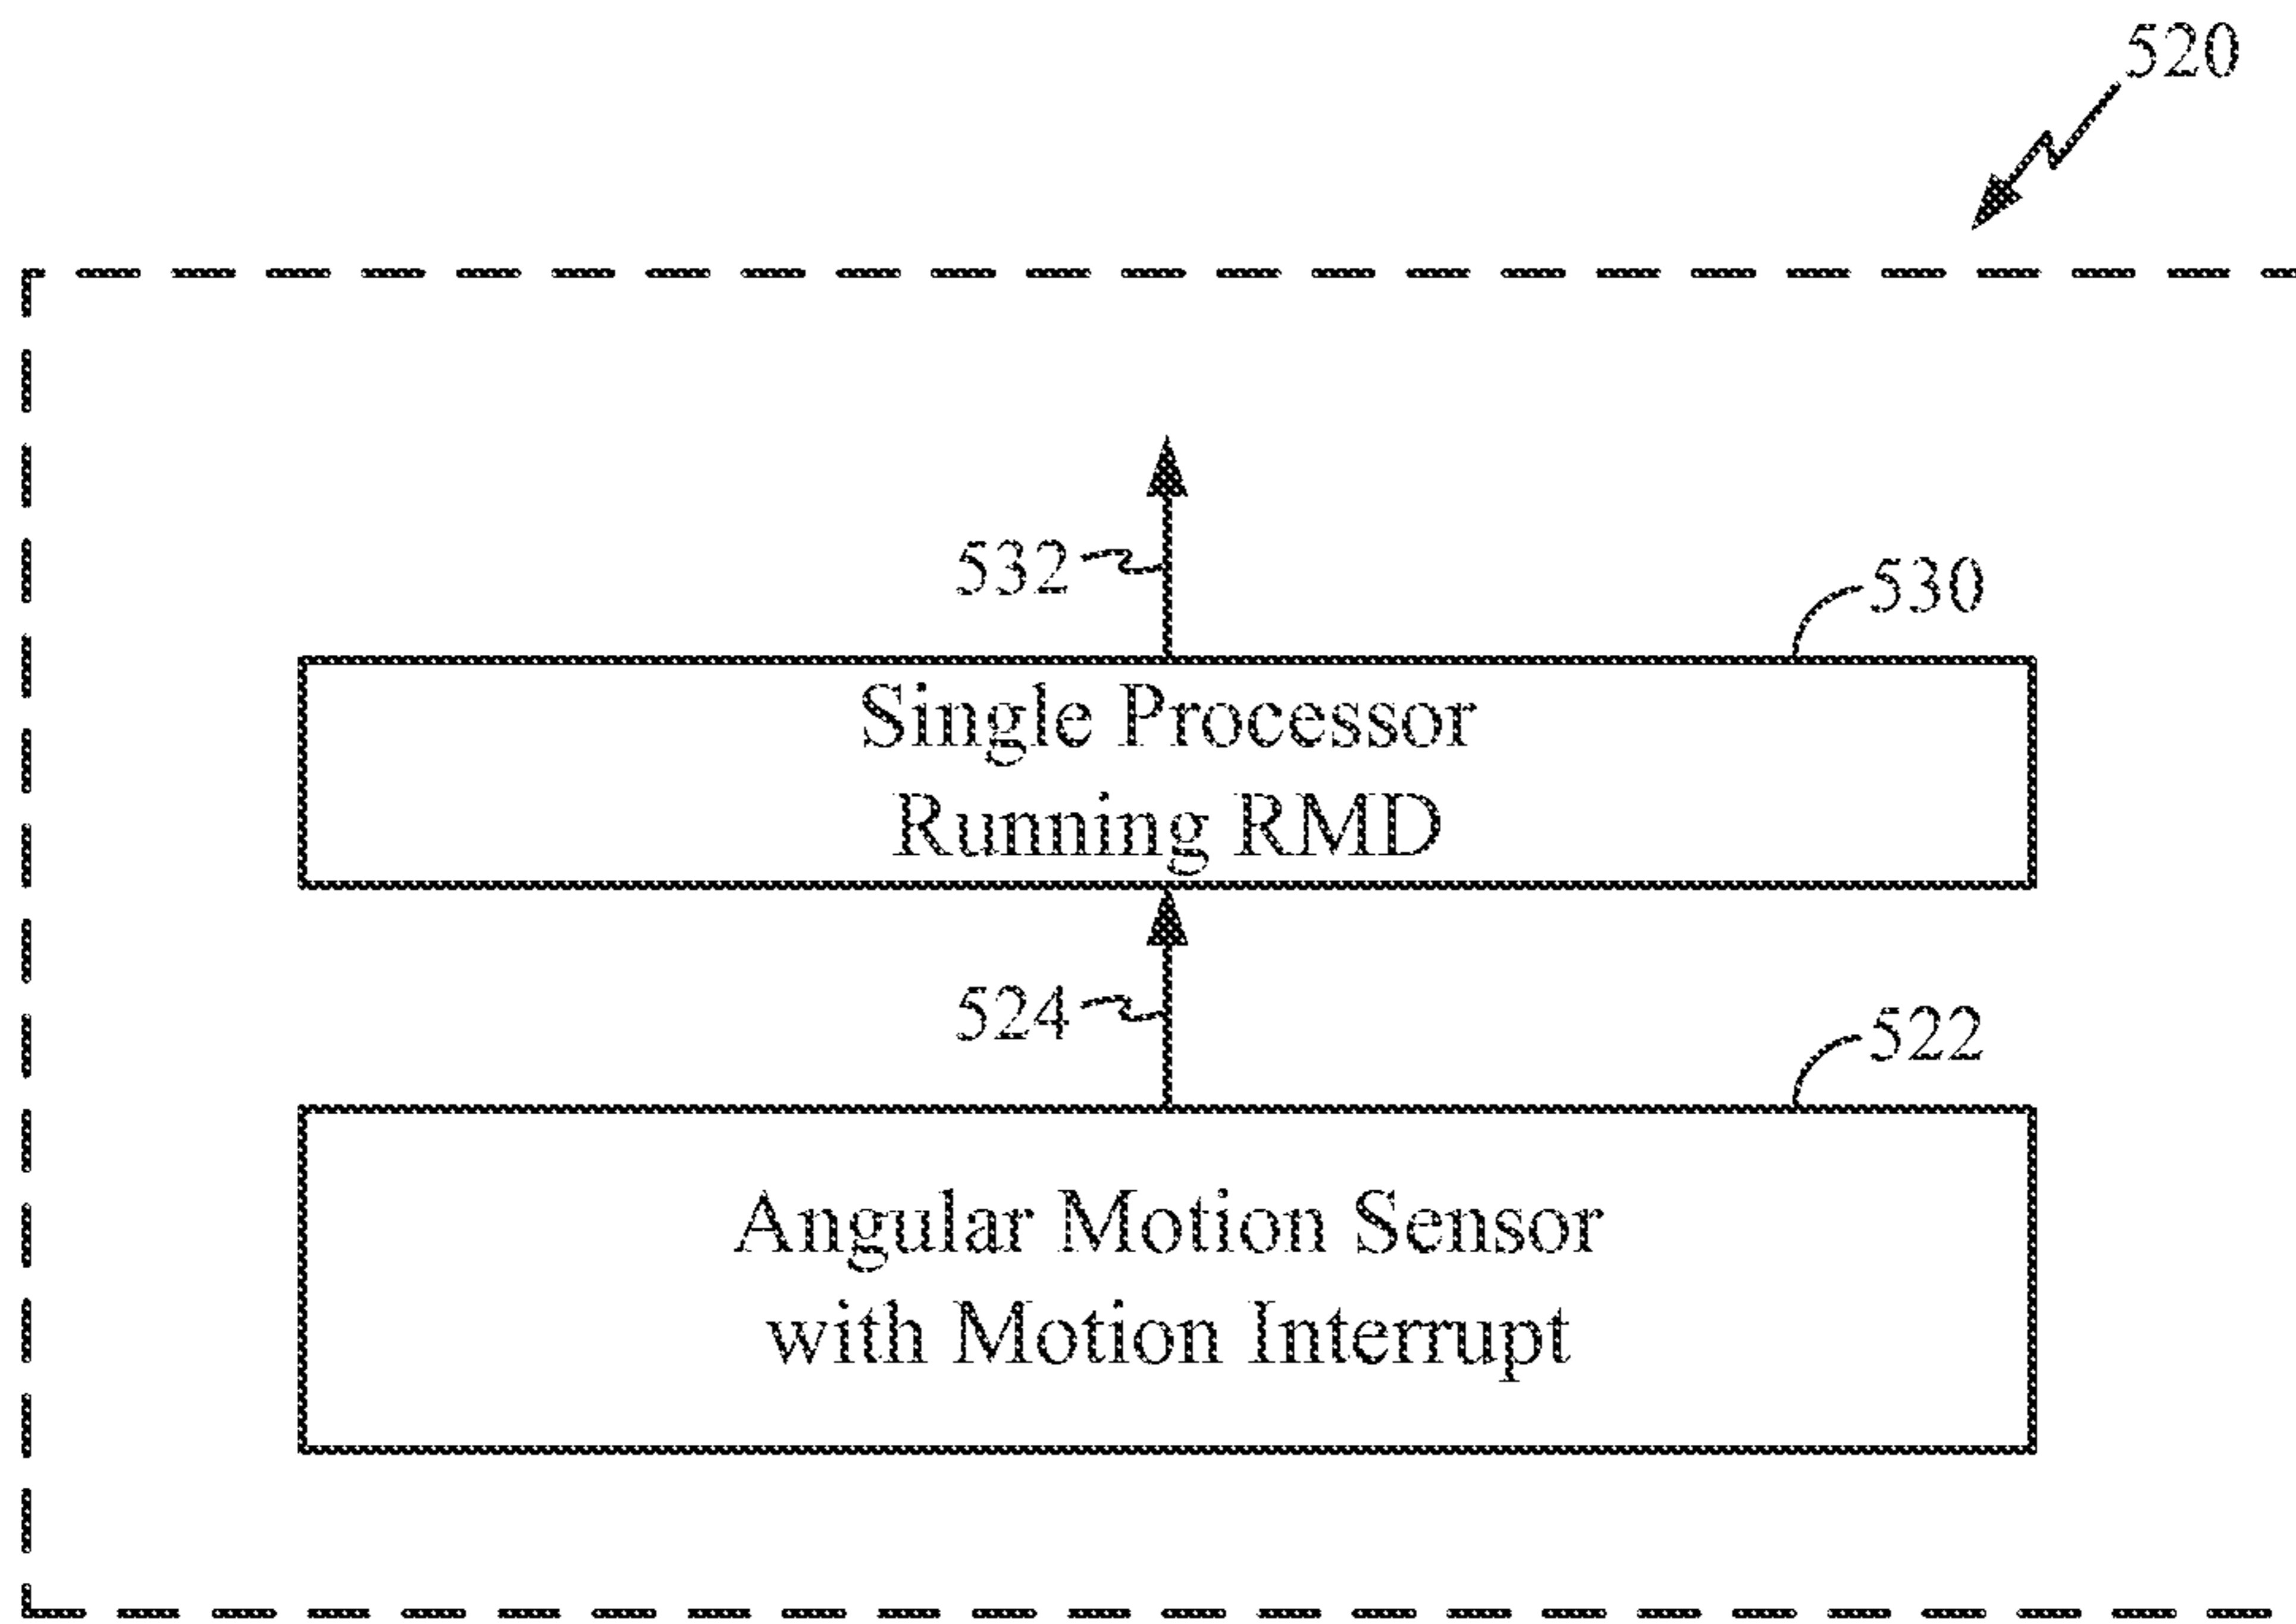 520
532
530
Single Processor
Running RMD
524
522
Angular Motion Sensor
with Motion Interrupt